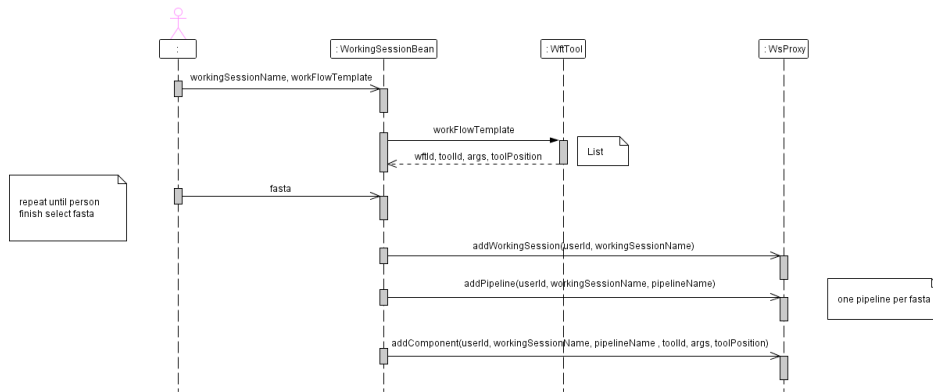 :
: WorkingSessionBean
: WftTool
: WsProxy
workingSessionName, workFlowTemplate
workFlowTemplate
List
wftId, toolId, args, toolPosition
fasta
repeat until person
finish select fasta
addWorkingSession(userId, workingSessionName)
addPipeline(userId, workingSessionName, pipelineName)
one pipeline per fasta
addComponent(userId, workingSessionName, pipelineName , toolId, args, toolPosition)